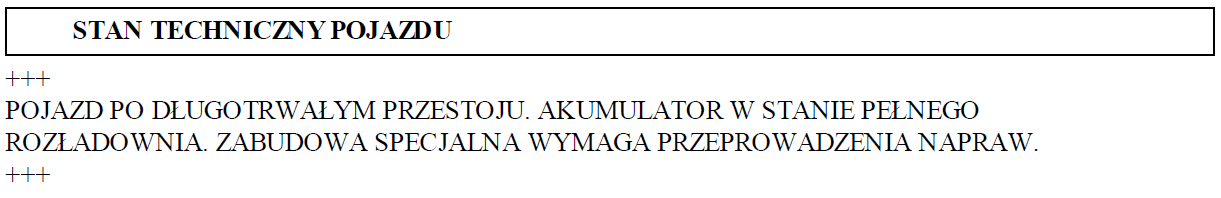 STAN TECHNICZNY POJAZDU
+++
POJAZD PO DŁUGOTRWAŁYM PRZESTOJU. AKUMULATOR W STANIE PEŁNEGO
ROZŁADOWNIA. ZABUDOWA SPECJALNA WYMAGA PRZEPROWADZENIA NAPRAW.
+++